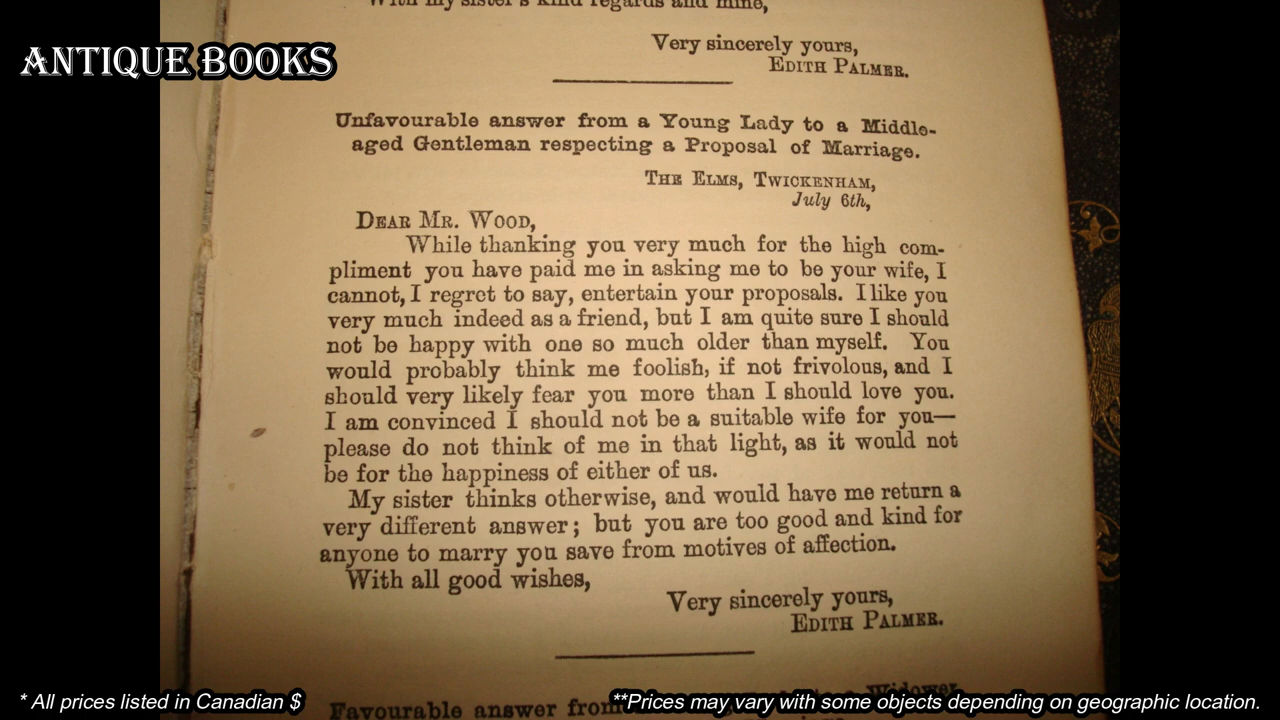 With my sister's kind regards and mine,
ANTIQUE BOOKS
Very sincerely yours,
EDITH PALMER.
Unfavourable answer from a Young Lady to a Middle-
aged Gentleman respecting a Proposal of Marriage.
THE ELMS, TWICKENHAM,
July 6th,
DEAR MR. WOOD,
While thanking you very much for the high com-
pliment you have paid me in asking me to be your wife, I
cannot, I regret to say, entertain your proposals. I like you
very much indeed as a friend, but I am quite sure I should
not be happy with one so much older than myself. You
would probably think me foolish, if not frivolous, and I
should very likely fear you more than I should love you.
I am convinced I should not be a suitable wife for you—
please do not think of me in that light, as it would not
be for the happiness of either of us.
My sister thinks otherwise, and would have me return a
very different answer; but you are too good and kind for
anyone to marry you save from motives of affection.
With all good wishes,
Very sincerely yours,
EDITH PALMER.
Favourable answer from Widower
* All prices listed in Canadian $
**Prices may vary with some objects depending on geographic location.